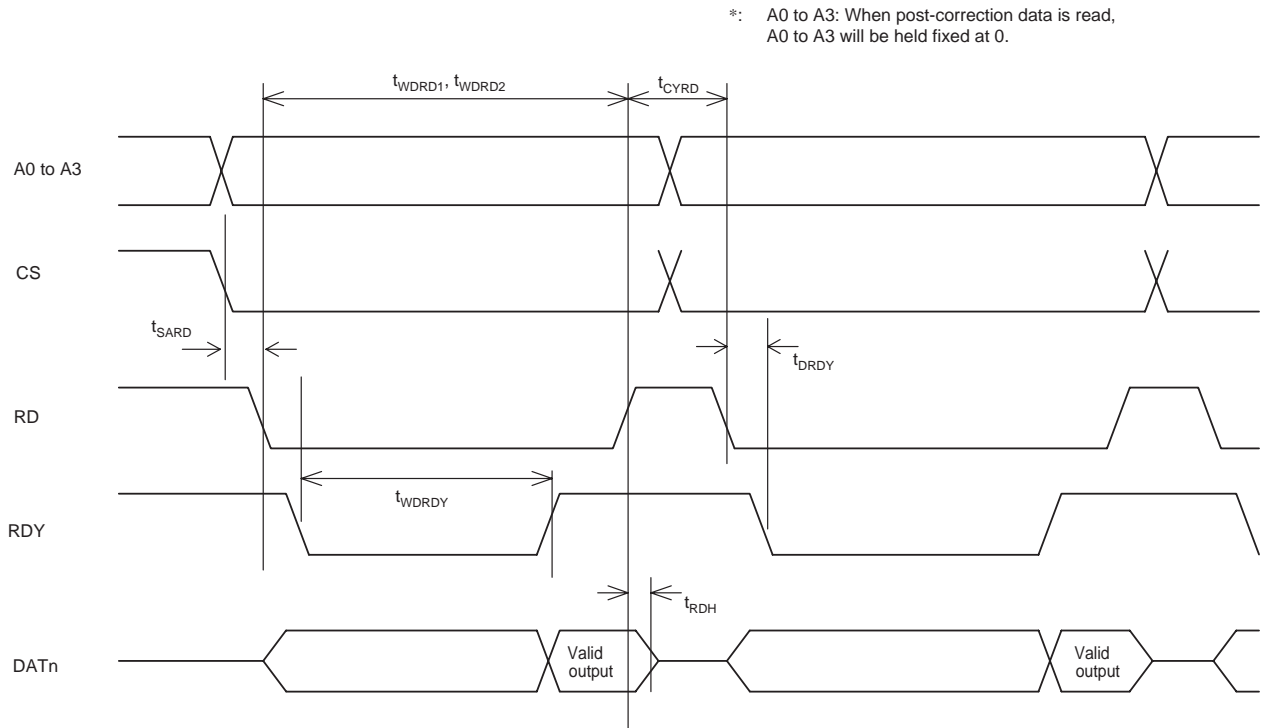 *: A0 to A3: When post-correction data is read,
A0 to A3 will be held fixed at 0.
tWDRD1, tWDRD2
tCYRD
A0 to A3
CS
tSARD
tDRDY
RD
tWDRDY
RDY
tRDH
DATn
Valid
output
Valid
output